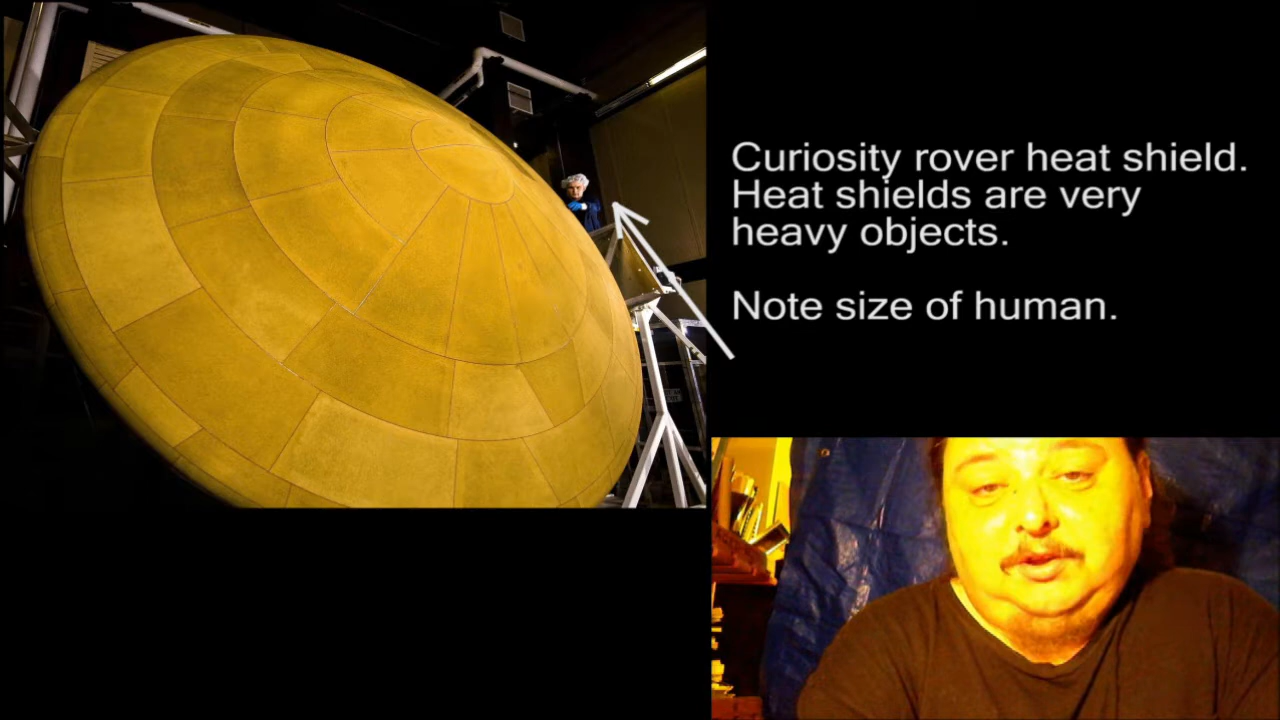 Curiosity rover heat shield.
Heat shields are very
heavy objects.
Note size of human.